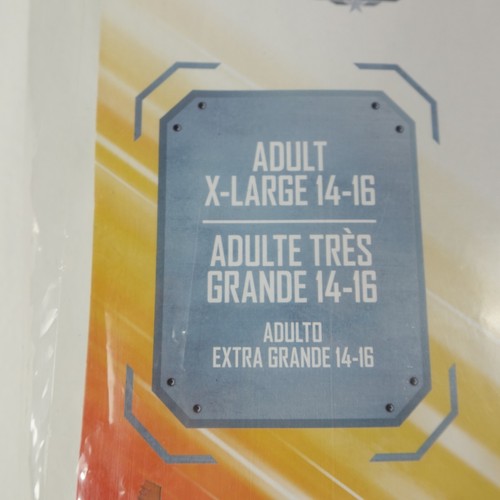 ADULT
X-LARGE 14-16
ADULTE TRÈS
GRANDE 14-16
ADULTO
EXTRA GRANDE 14-16